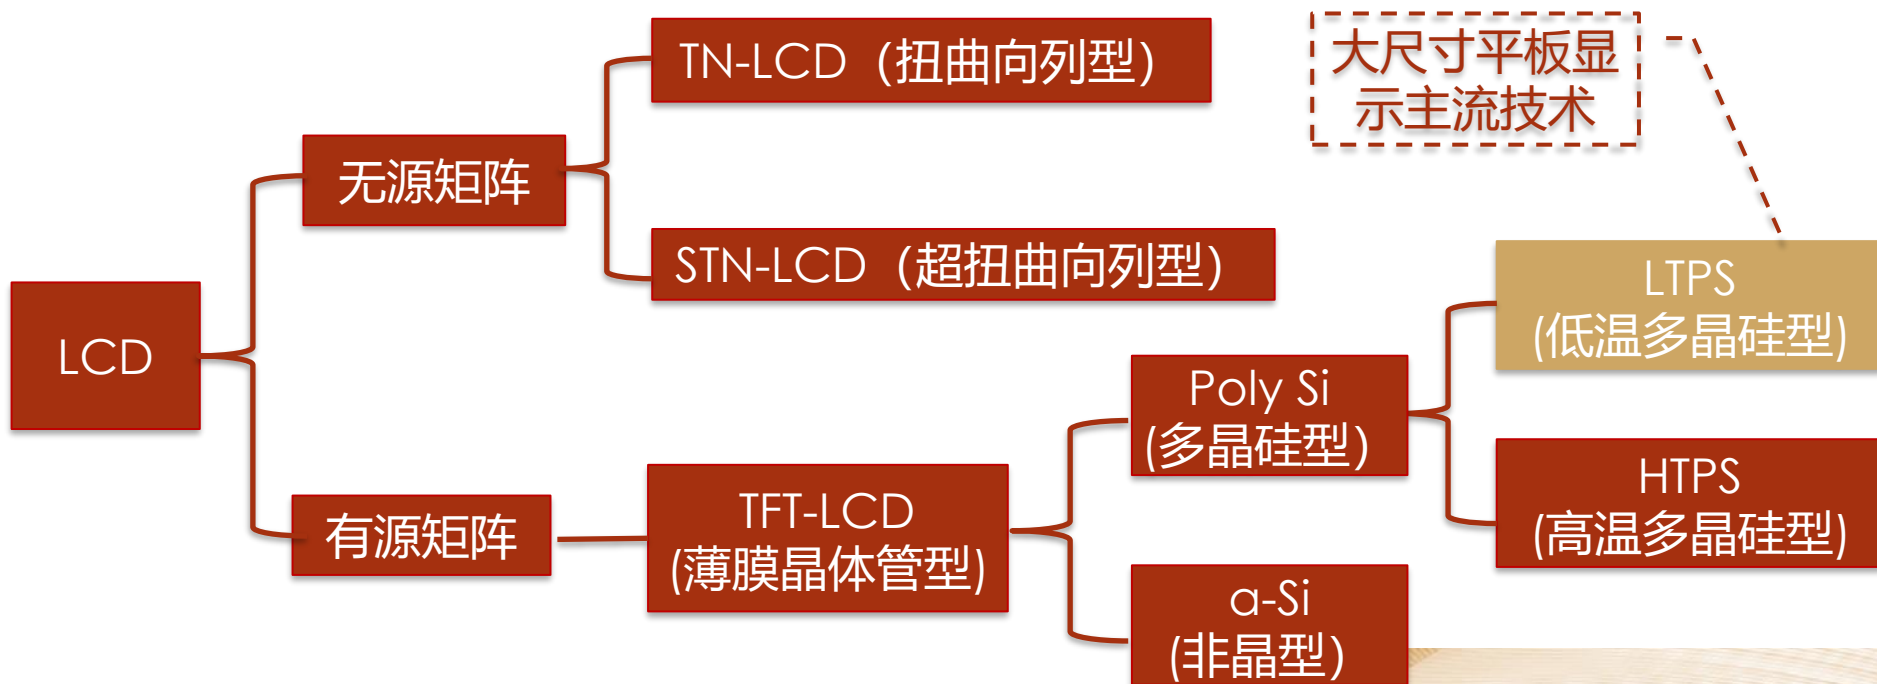 TN-LCD（扭曲向列型）
大尺寸平板显
示主流技术
无源矩阵
STN-LCD（超扭曲向列型）
LCD
LTPS
(低温多晶硅型)
Poly Si
(多晶硅型）
有源矩阵
TFT-LCD
(薄膜晶体管型)
HTPS
(高温多晶硅型)
a-Si
(非晶型）